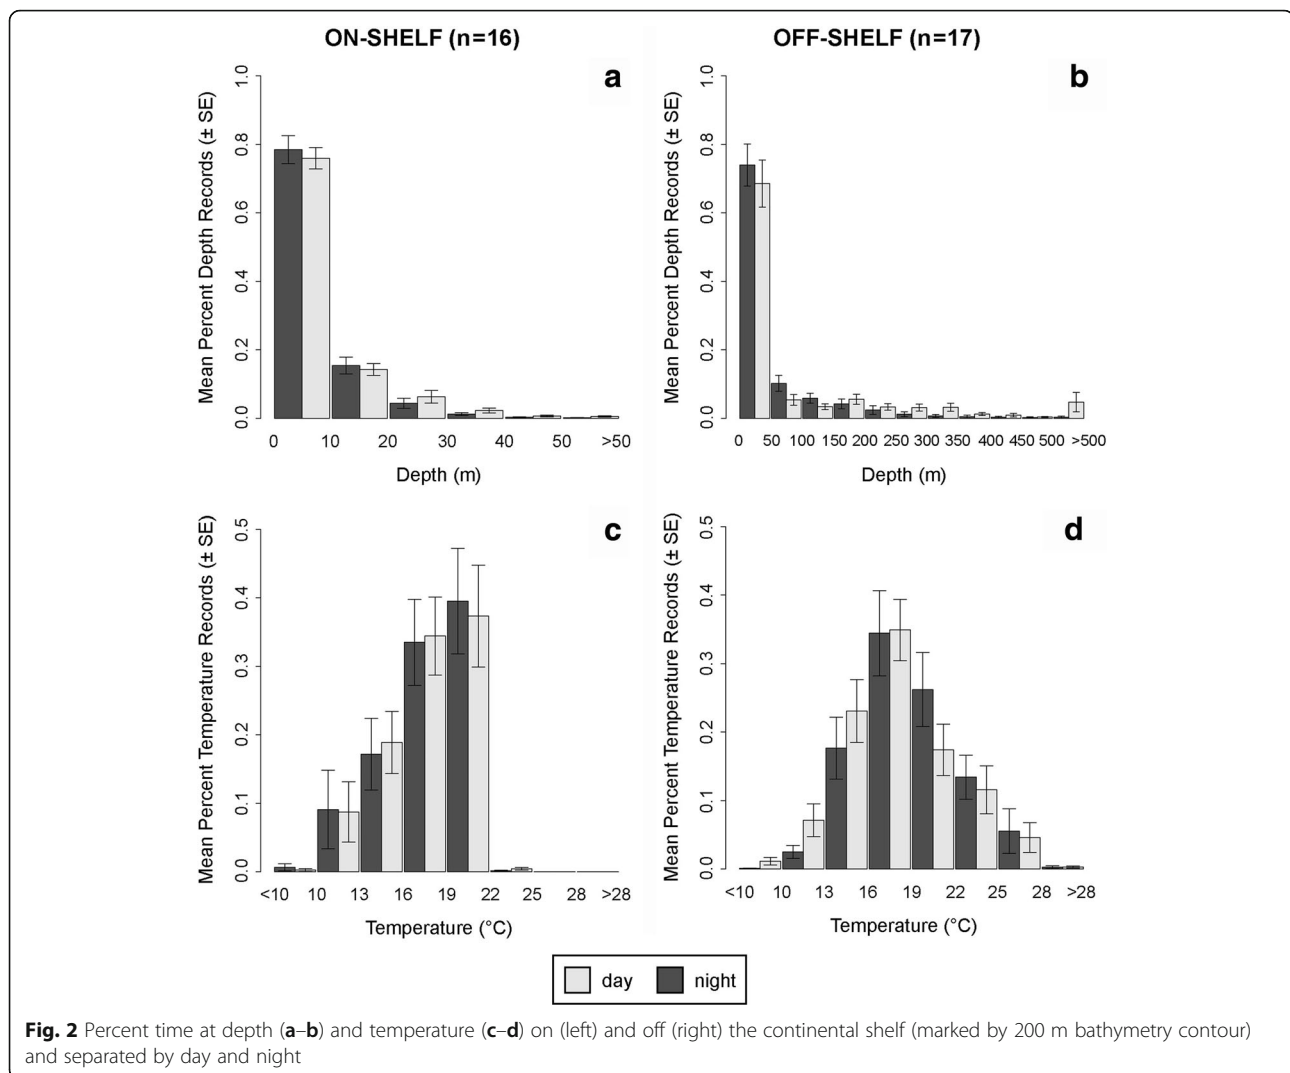 ON-SHELF (n=16)
OFF-SHELF (n=17)
a
Mean Percent Depth Records (± SE)
1.0
0.8
0.6
0.4
0.2
0.0
0 10 20 30 40 50 >50
Depth (m)
b
Mean Percent Depth Records (± SE)
1.0
0.8
0.6
0.4
0.2
0.0
0 50 100 150 200 250 300 350 400 450 500 >500
Depth (m)
c
Mean Percent Temperature Records (± SE)
0.5
0.4
0.3
0.2
0.1
0.0
<10 10 13 16 19 22 25 28 >28
Temperature (°C)
d
Mean Percent Temperature Records (± SE)
0.5
0.4
0.3
0.2
0.1
0.0
<10 10 13 16 19 22 25 28 >28
Temperature (°C)
day night
Fig. 2 Percent time at depth (a–b) and temperature (c–d) on (left) and off (right) the continental shelf (marked by 200 m bathymetry contour)
and separated by day and night